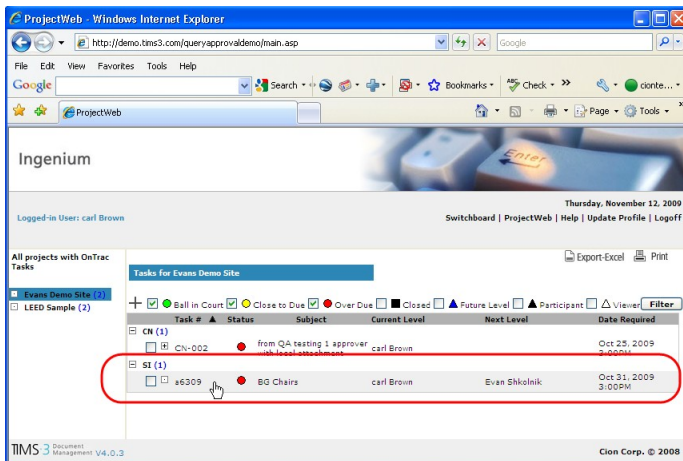 ProjectWeb - Windows Internet Explorer
http://demo.tims3.com/queryapprovaldemo/main.asp
Google
File Edit View Favorites Tools Help
Google Search Bookmarks Check cionte...
ProjectWeb Page Tools
Ingenium
Enter
Thursday, November 12, 2009
Logged-in User: carl Brown Switchboard | ProjectWeb | Help | Update Profile | Logoff
Export-Excel Print
All projects with OnTrac Tasks
Tasks for Evans Demo Site
Evans Demo Site (2)
LEED Sample (2)
Ball in Court Close to Due Over Due Closed Future Level Participant Viewer Filter
Task # Status Subject Current Level Next Level Date Required
CN (1)
CN-002 from QA testing 1 approver with local attachment carl Brown Oct 25, 2009 3:00PM
SI (1)
a6309 BG Chairs carl Brown Evan Shkolnik Oct 31, 2009 3:00PM
TIMS-3 Document Management V4.0.3 Cion Corp. © 2008